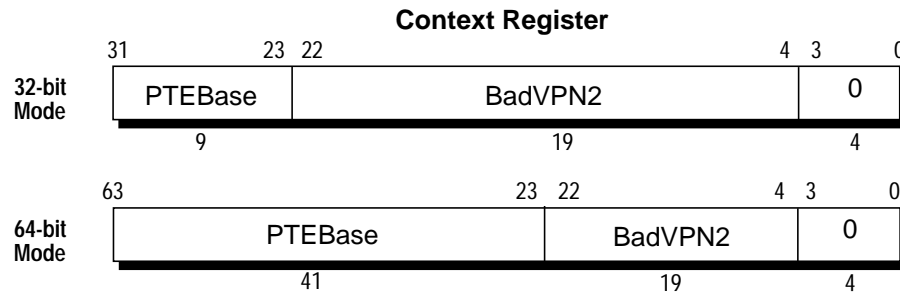 Context Register
31 23 22 4 3 0
32-bit
Mode
PTEBase BadVPN2 0
9 19 4
63 23 22 4 3 0
64-bit
Mode
PTEBase BadVPN2 0
41 19 4